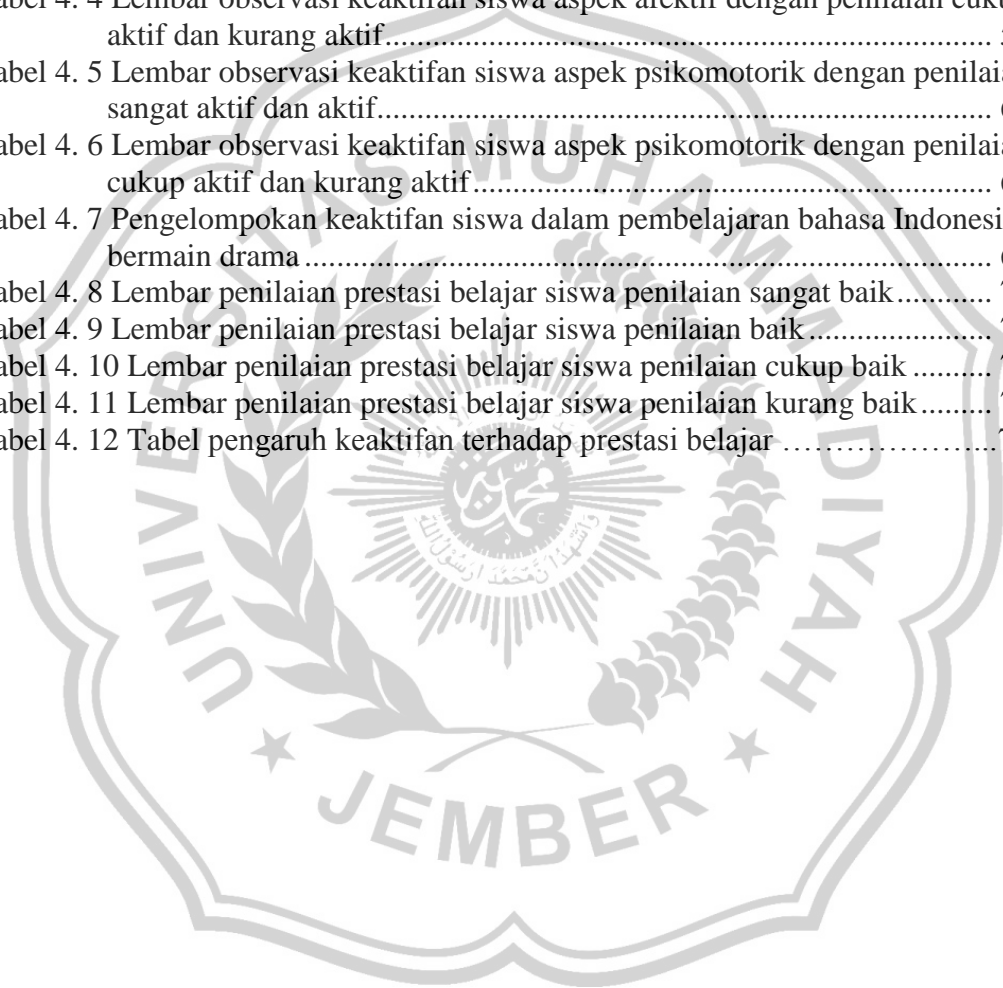 abel 4. 4 Lembar observasi keaktifan siswa aspek afektif dengan penilaian cuku
aktif dan kurang aktif
abel 4. 5 Lembar observasi keaktifan siswa aspek psikomotorik dengan penilaia
sangat aktif dan aktif
abel 4. 6 Lembar observasi keaktifan siswa aspek psikomotorik dengan penilaia
cukup aktif dan kurang aktif
abel 4. 7 Pengelompokan keaktifan siswa dalam pembelajaran bahasa Indonesi
bermain drama
abel 4. 8 Lembar penilaian prestasi belajar siswa penilaian sangat baik
abel 4. 9 Lembar penilaian prestasi belajar siswa penilaian baik
abel 4. 10 Lembar penilaian prestasi belajar siswa penilaian cukup baik
abel 4. 11 Lembar penilaian prestasi belajar siswa penilaian kurang baik
abel 4. 12 Tabel pengaruh keaktifan terhadap prestasi belajar
UNIVERSITAS MUHAMMADIYAH
JEMBER